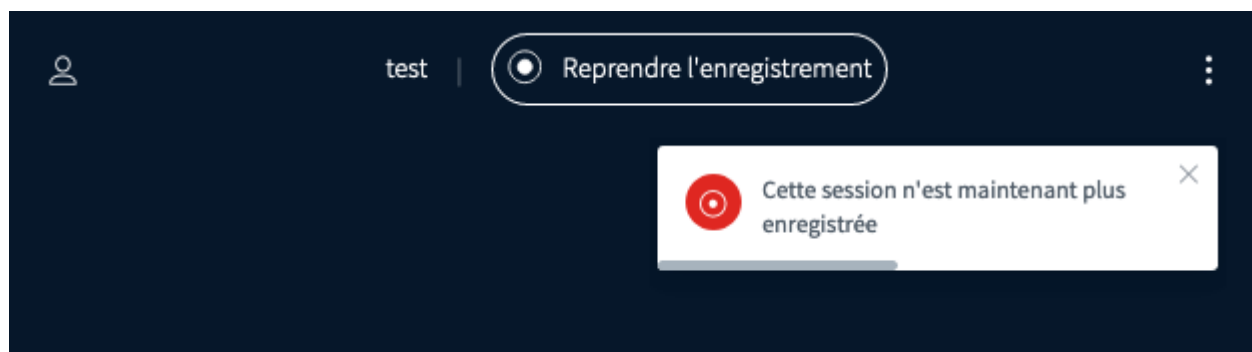 test | Reprendre l'enregistrement
Cette session n'est maintenant plus
enregistrée